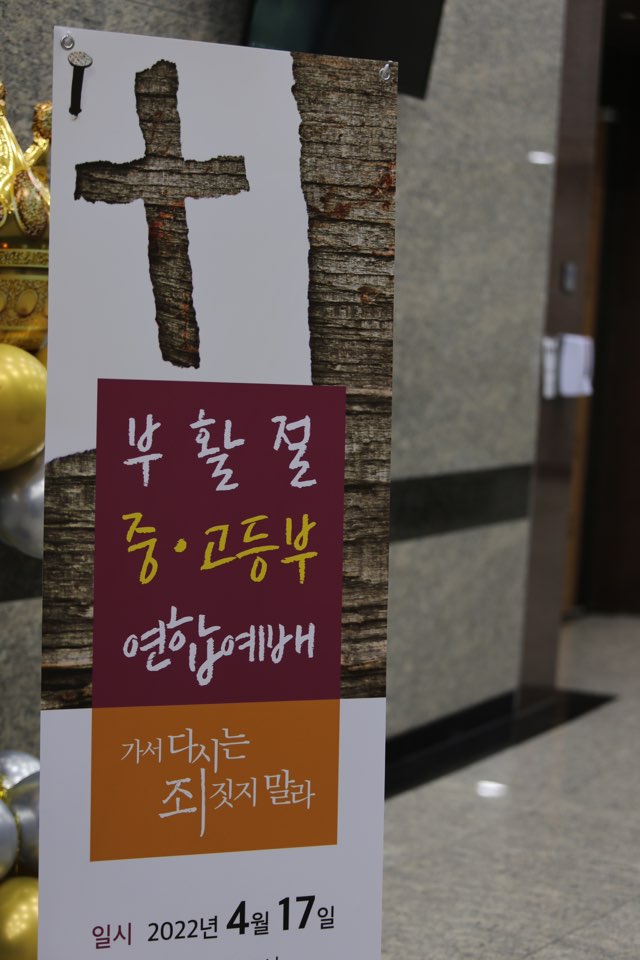 부활절
중·고등부
연합예배
가서 다시는
죄 짓지 말라
일시 2022년 4월 17일